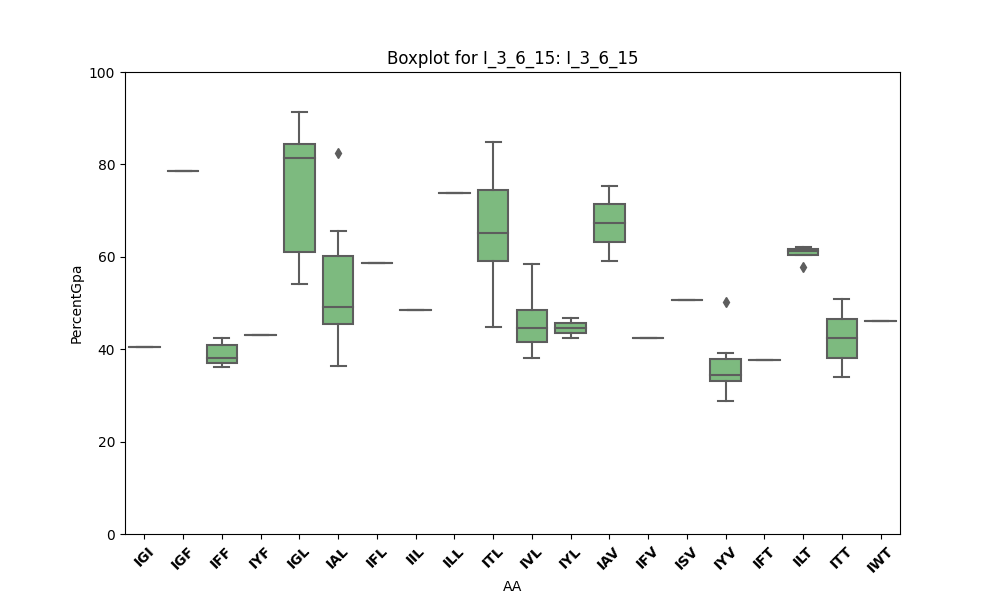 Boxplot for I_3_6_15: I_3_6_15
100
80
60
40
20
0
PercentGpa
IGI IGF IFF IYF IGL IAL IFL IIL ILL ITL IVL IYL IAV IFV ISV IYV IFT ILT ITT IWT
AA